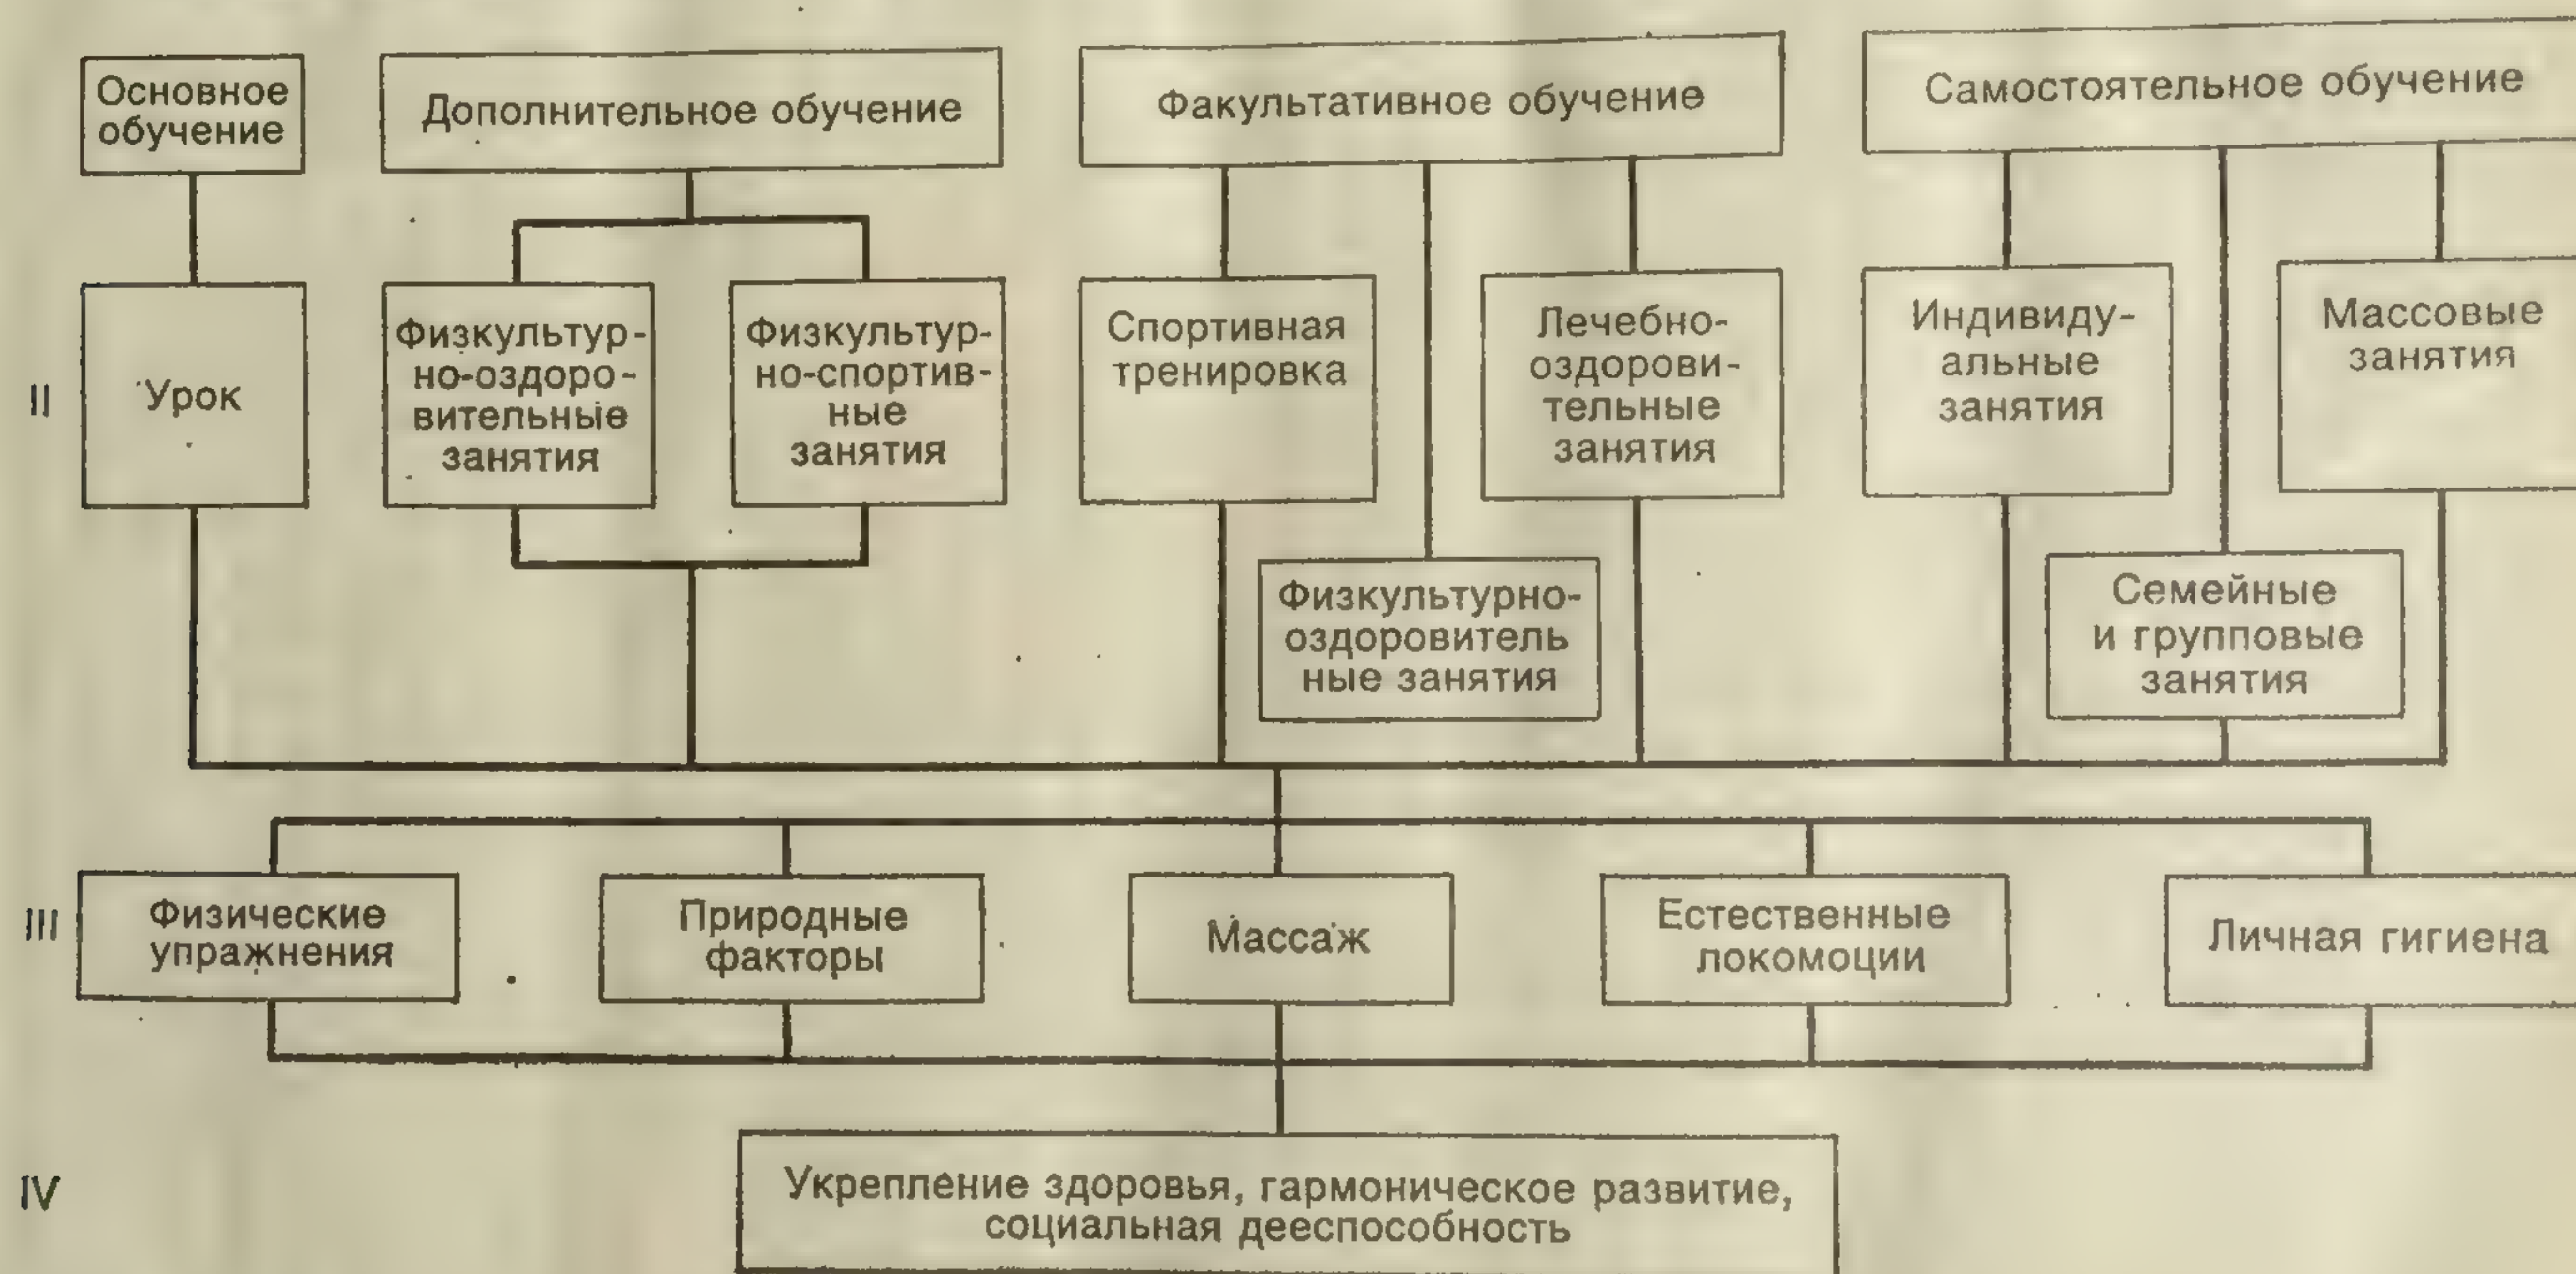 Основное
обучение
Дополнительное обучение
Факультативное обучение
Самостоятельное обучение
II
Урок
Физкультур-
но-оздоро-
вительные
занятия
Физкультур-
но-спортив-
ные
занятия
Спортивная
тренировка
Лечебно-
оздорови-
тельные
занятия
Индивиду-
альные
занятия
Массовые
занятия
Физкультурно-
оздоровитель
ные занятия
Семейные
и групповые
занятия
III
Физические
упражнения
Природные
факторы
Массаж
Естественные
локомоции
Личная гигиена
IV
Укрепление здоровья, гармоническое развитие,
социальная дееспособность